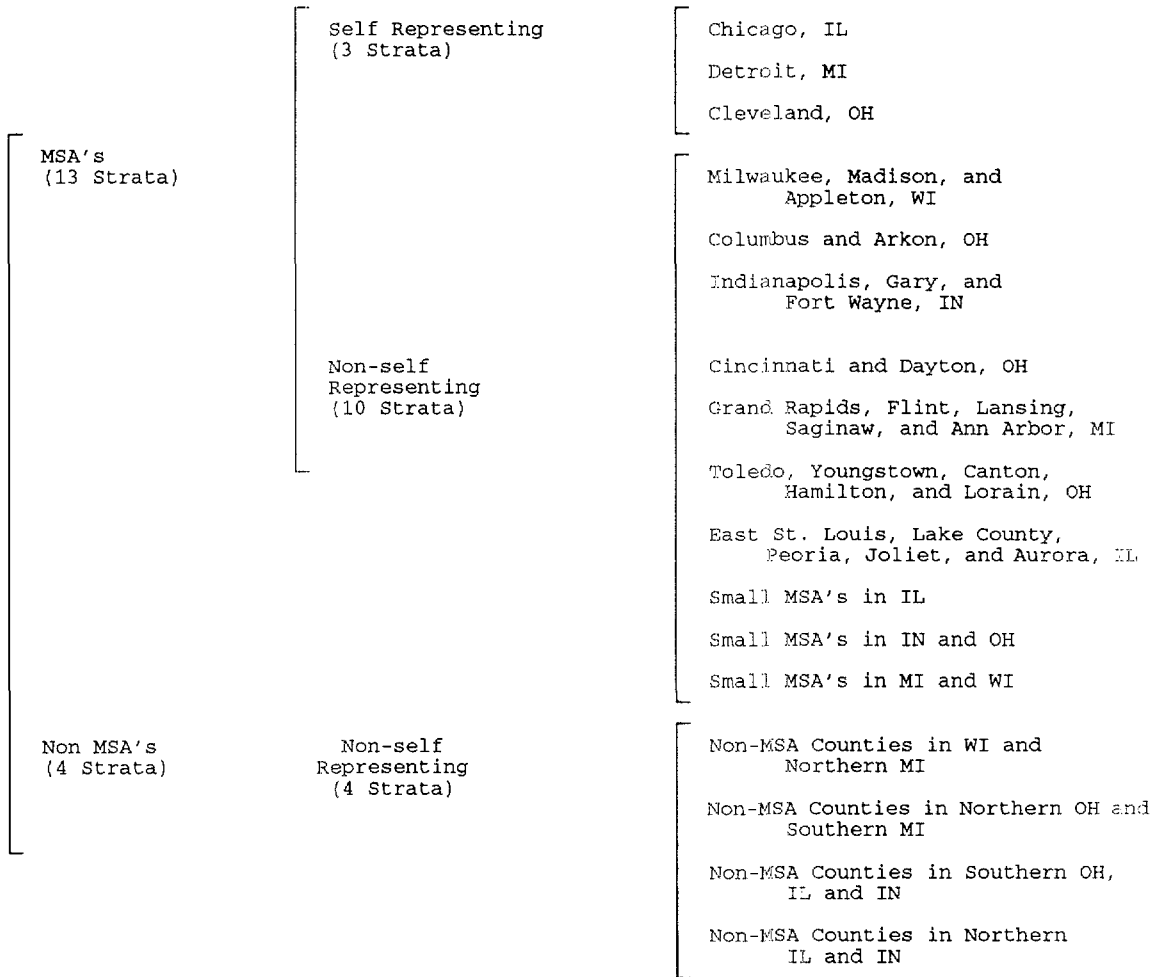 Self Representing
(3 Strata)
Chicago, IL
Detroit, MI
Cleveland, OH
MSA's
(13 Strata)
Milwaukee, Madison, and
Appleton, WI
Columbus and Arkon, OH
Indianapolis, Gary, and
Fort Wayne, IN
Non-self
Representing
(10 Strata)
Cincinnati and Dayton, OH
Grand Rapids, Flint, Lansing,
Saginaw, and Ann Arbor, MI
Toledo, Youngstown, Canton,
Hamilton, and Lorain, OH
East St. Louis, Lake County,
Peoria, Joliet, and Aurora, IL
Small MSA's in IL
Small MSA's in IN and OH
Small MSA's in MI and WI
Non MSA's
(4 Strata)
Non-self
Representing
(4 Strata)
Non-MSA Counties in WI and
Northern MI
Non-MSA Counties in Northern OH and
Southern MI
Non-MSA Counties in Southern OH,
IL and IN
Non-MSA Counties in Northern
IL and IN